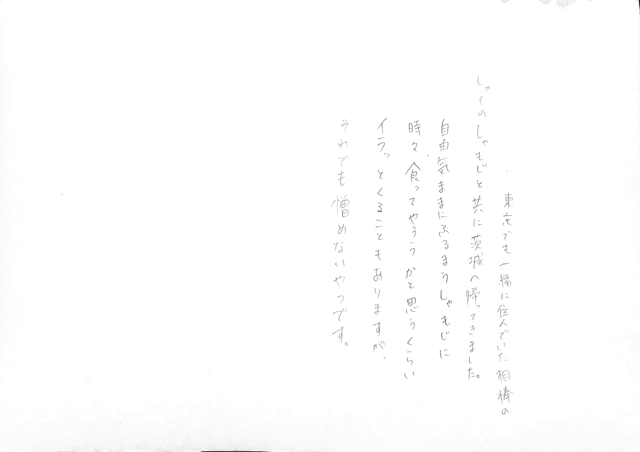 東京でも一緒に住んでいた相棒の
しゃものしゃもじと共に茨城へ帰ってきました。
自由気ままにふるまうしゃもじに
時々、食ってやろうかと思うくらい
イラッとくることもありますが、
それでも憎めないやつです。